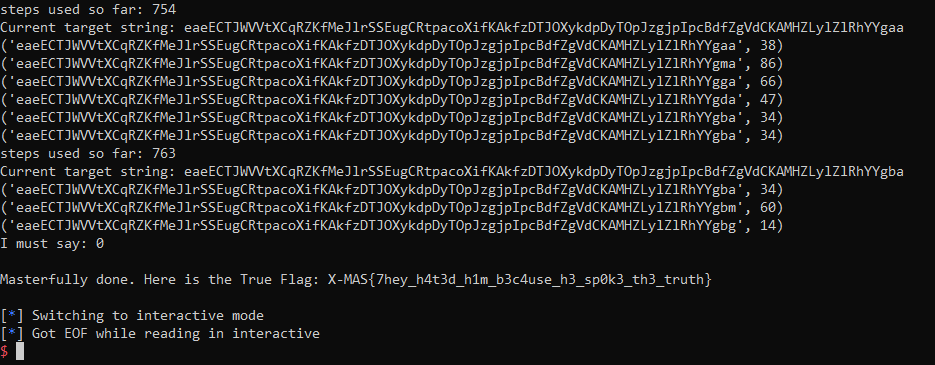 steps used so far: 754
Current target string: eaeECTJWVVtXCqRZKfMeJlrSSEugCRtpacoXifKAkfzDTJOXykdpDyTOpJzgjpIpcBdfZgVdCKAMHZLylZlRhYYgaa
('eaeECTJWVVtXCqRZKfMeJlrSSEugCRtpacoXifKAkfzDTJOXykdpDyTOpJzgjpIpcBdfZgVdCKAMHZLylZlRhYYgaa', 38)
('eaeECTJWVVtXCqRZKfMeJlrSSEugCRtpacoXifKAkfzDTJOXykdpDyTOpJzgjpIpcBdfZgVdCKAMHZLylZlRhYYgma', 86)
('eaeECTJWVVtXCqRZKfMeJlrSSEugCRtpacoXifKAkfzDTJOXykdpDyTOpJzgjpIpcBdfZgVdCKAMHZLylZlRhYYgga', 66)
('eaeECTJWVVtXCqRZKfMeJlrSSEugCRtpacoXifKAkfzDTJOXykdpDyTOpJzgjpIpcBdfZgVdCKAMHZLylZlRhYYgda', 47)
('eaeECTJWVVtXCqRZKfMeJlrSSEugCRtpacoXifKAkfzDTJOXykdpDyTOpJzgjpIpcBdfZgVdCKAMHZLylZlRhYYgba', 34)
('eaeECTJWVVtXCqRZKfMeJlrSSEugCRtpacoXifKAkfzDTJOXykdpDyTOpJzgjpIpcBdfZgVdCKAMHZLylZlRhYYgba', 34)
steps used so far: 763
Current target string: eaeECTJWVVtXCqRZKfMeJlrSSEugCRtpacoXifKAkfzDTJOXykdpDyTOpJzgjpIpcBdfZgVdCKAMHZLylZlRhYYgba
('eaeECTJWVVtXCqRZKfMeJlrSSEugCRtpacoXifKAkfzDTJOXykdpDyTOpJzgjpIpcBdfZgVdCKAMHZLylZlRhYYgba', 34)
('eaeECTJWVVtXCqRZKfMeJlrSSEugCRtpacoXifKAkfzDTJOXykdpDyTOpJzgjpIpcBdfZgVdCKAMHZLylZlRhYYgbm', 60)
('eaeECTJWVVtXCqRZKfMeJlrSSEugCRtpacoXifKAkfzDTJOXykdpDyTOpJzgjpIpcBdfZgVdCKAMHZLylZlRhYYgbg', 14)
I must say: 0
Masterfully done. Here is the True Flag: X-MAS{7hey_h4t3d_h1m_b3c4use_h3_sp0k3_th3_truth}
[*] Switching to interactive mode
[*] Got EOF while reading in interactive
$